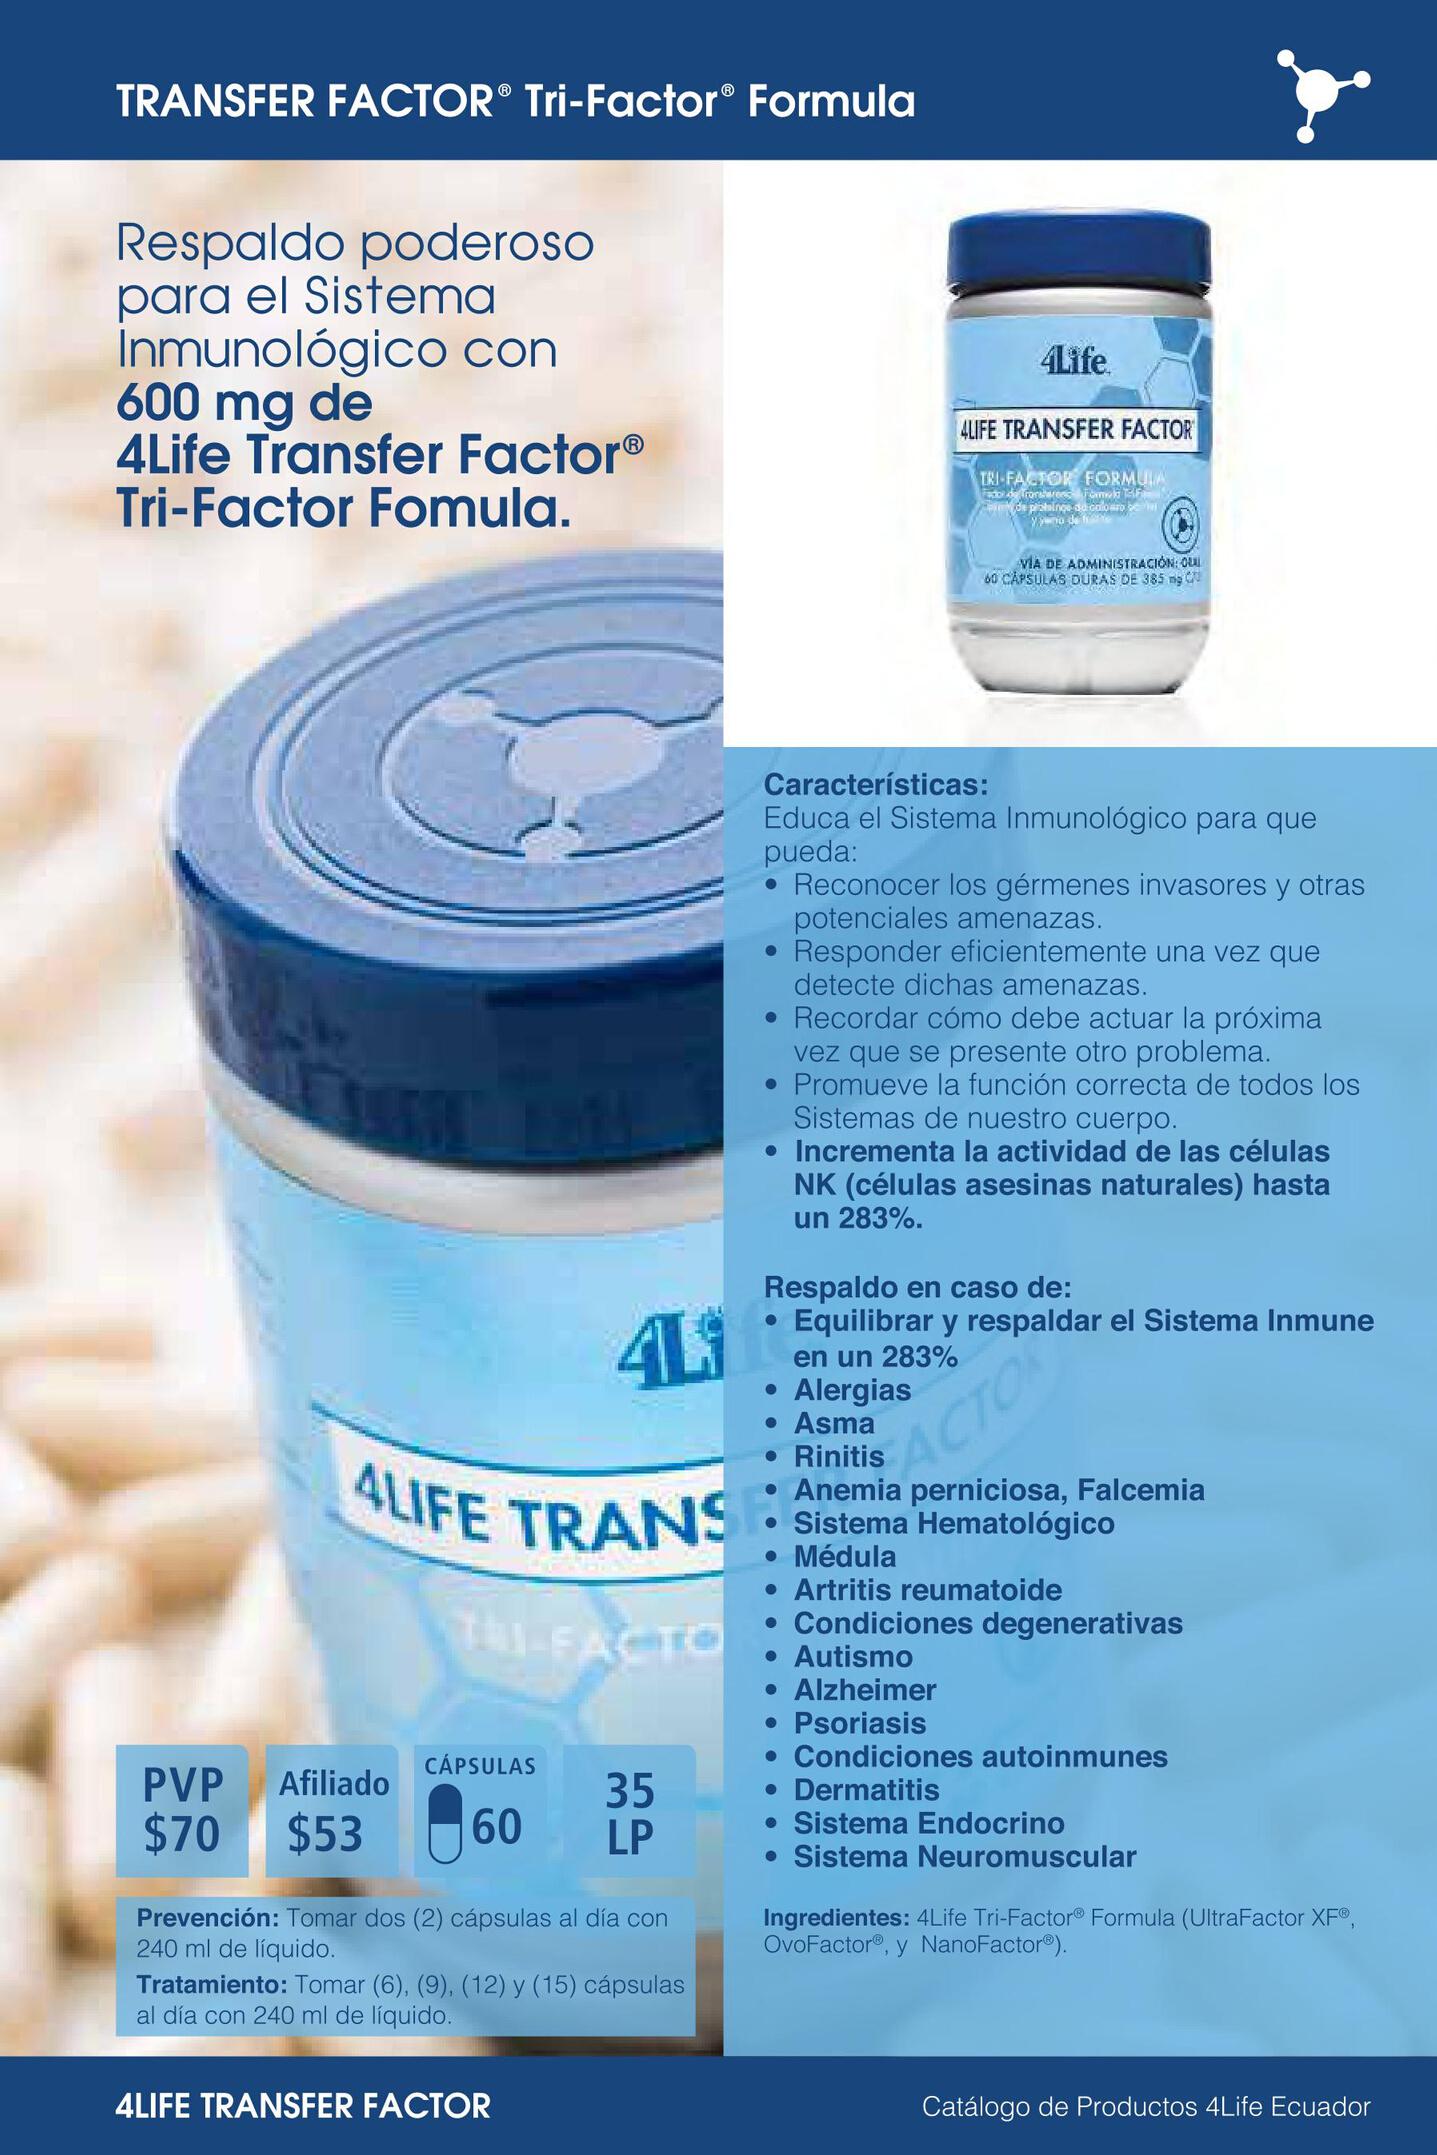 TRANSFER FACTOR® Tri-Factor® Formula
Respaldo poderoso
para el Sistema
Inmunológico con
600 mg de
4Life Transfer Factor®
Tri-Factor Fomula.
4Life
4LIFE TRANSFER FACTOR
TRI-FACTOR FORMULA
VÍA DE ADMINISTRACIÓN: ORAL
60 CÁPSULAS DURAS DE 385 mg C/U
4Li
4LIFE TRANS
TRI-FACTO
Características:
Educa el Sistema Inmunológico para que
pueda:
• Reconocer los gérmenes invasores y otras
potenciales amenazas.
• Responder eficientemente una vez que
detecte dichas amenazas.
• Recordar cómo debe actuar la próxima
vez que se presente otro problema.
• Promueve la función correcta de todos los
Sistemas de nuestro cuerpo.
• Incrementa la actividad de las células
NK (células asesinas naturales) hasta
un 283%.
Respaldo en caso de:
• Equilibrar y respaldar el Sistema Inmune
en un 283%
• Alergias
• Asma
• Rinitis
• Anemia perniciosa, Falcemia
• Sistema Hematológico
• Médula
• Artritis reumatoide
• Condiciones degenerativas
• Autismo
• Alzheimer
• Psoriasis
• Condiciones autoinmunes
• Dermatitis
• Sistema Endocrino
• Sistema Neuromuscular
Ingredientes: 4Life Tri-Factor® Formula (UltraFactor XF®,
OvoFactor®, y NanoFactor®).
PVP
$70
Afiliado
$53
CÁPSULAS
60
35
LP
Prevención: Tomar dos (2) cápsulas al día con
240 ml de líquido.
Tratamiento: Tomar (6), (9), (12) y (15) cápsulas
al día con 240 ml de líquido.
4LIFE TRANSFER FACTOR
Catálogo de Productos 4Life Ecuador